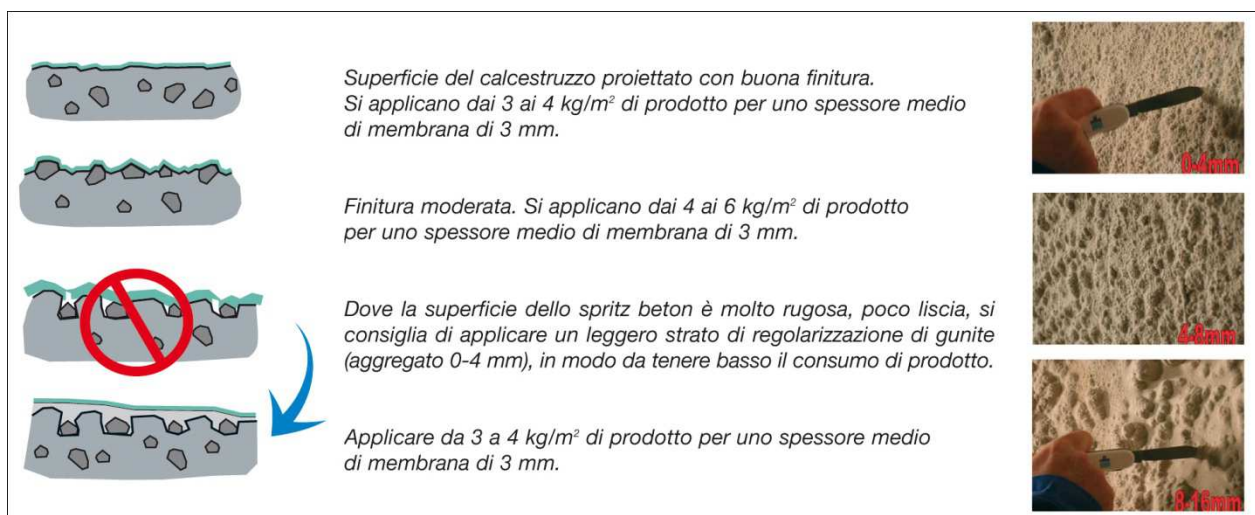 Superficie del calcestruzzo proiettato con buona finitura.
Si applicano dai 3 ai 4 kg/m² di prodotto per uno spessore medio
di membrana di 3 mm.
0-4mm
Finitura moderata. Si applicano dai 4 ai 6 kg/m² di prodotto
per uno spessore medio di membrana di 3 mm.
4-8mm
Dove la superficie dello spritz beton è molto rugosa, poco liscia, si
consiglia di applicare un leggero strato di regolarizzazione di gunite
(aggregato 0-4 mm), in modo da tenere basso il consumo di prodotto.
Applicare da 3 a 4 kg/m² di prodotto per uno spessore medio
di membrana di 3 mm.
8-16mm